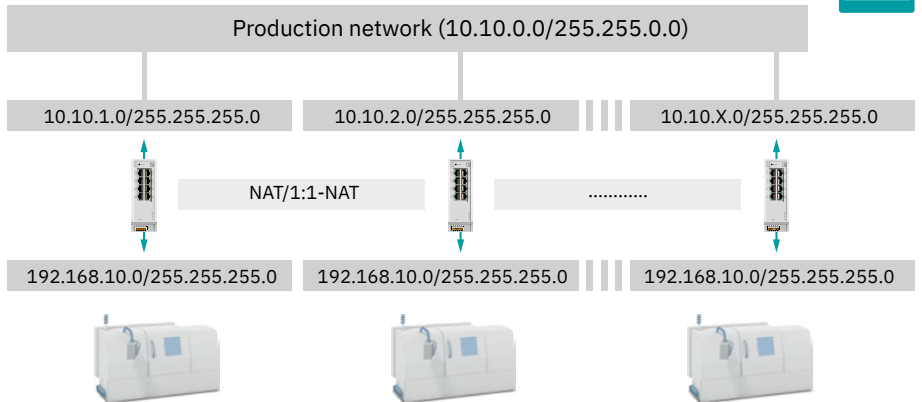 Production network (10.10.0.0/255.255.0.0)
10.10.1.0/255.255.255.0
10.10.2.0/255.255.255.0
10.10.X.0/255.255.255.0
NAT/1:1-NAT
............
192.168.10.0/255.255.255.0
192.168.10.0/255.255.255.0
192.168.10.0/255.255.255.0